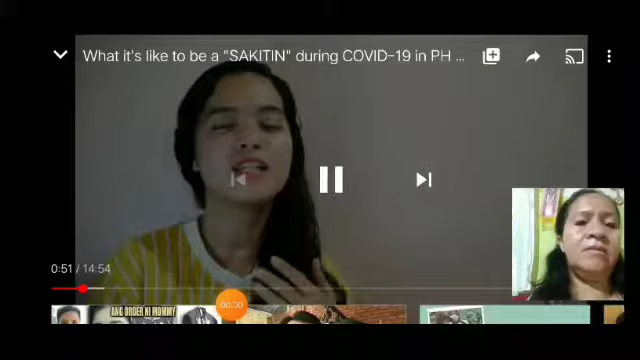 What it's like to be a "SAKITIN" during COVID-19 in PH ...
0:51 / 14:54
00:00
ANG ORDER NI MOMMY